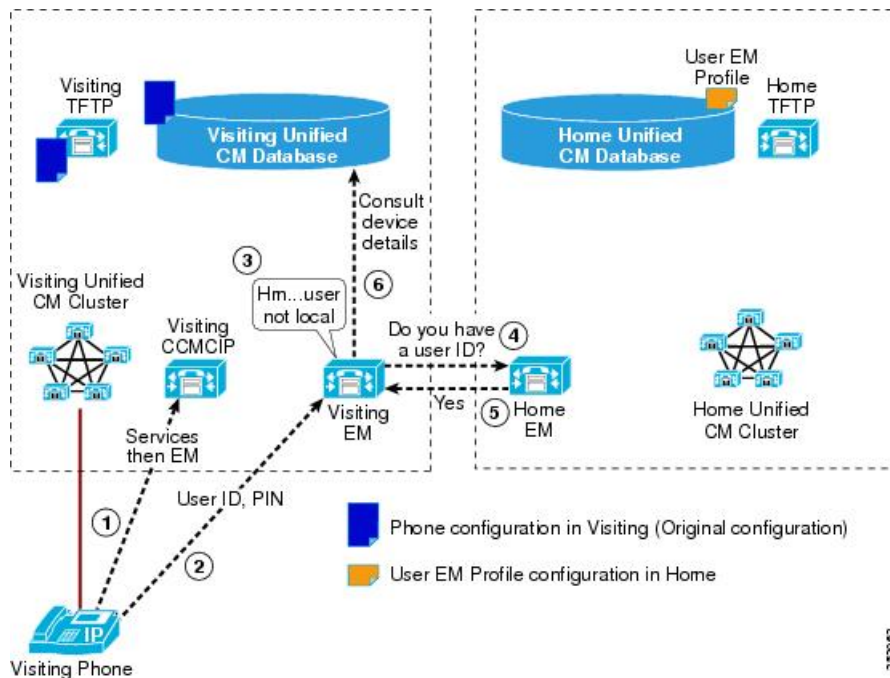 Visiting
TFTP
Visiting Unified
CM Database
User EM
Profile
Home
TFTP
Home Unified
CM Database
Consult
device
details
3
6
Hm...user
not local
Visiting Unified
CM Cluster
Visiting
CCMCIP
Do you have
a user ID?
4
Yes
5
Visiting
EM
Home
EM
Home Unified
CM Cluster
Services
then EM
User ID, PIN
1
2
Phone configuration in Visiting (Original configuration)
User EM Profile configuration in Home
IP
Visiting Phone